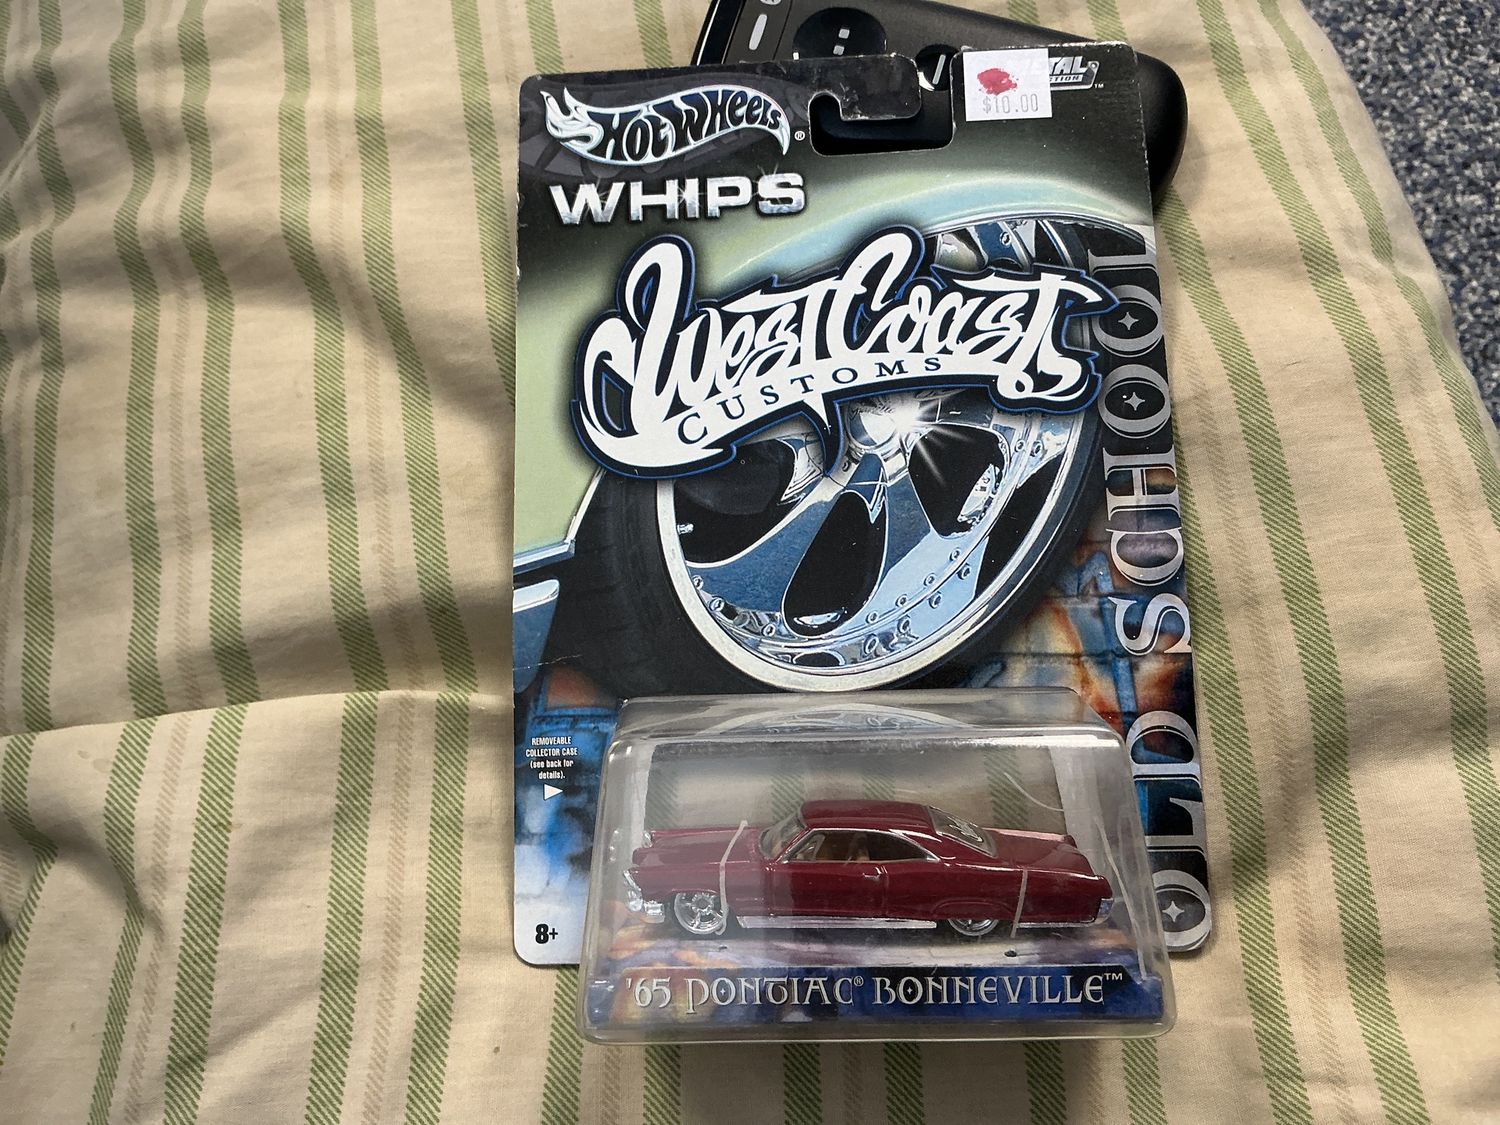 HOT WHEELS®
WHIPS
$10.00
West Coast
CUSTOMS
OLD SCHOOL
REMOVEABLE
COLLECTOR CASE
(see back for
details).
8+
'65 PONTIAC® BONNEVILLE™